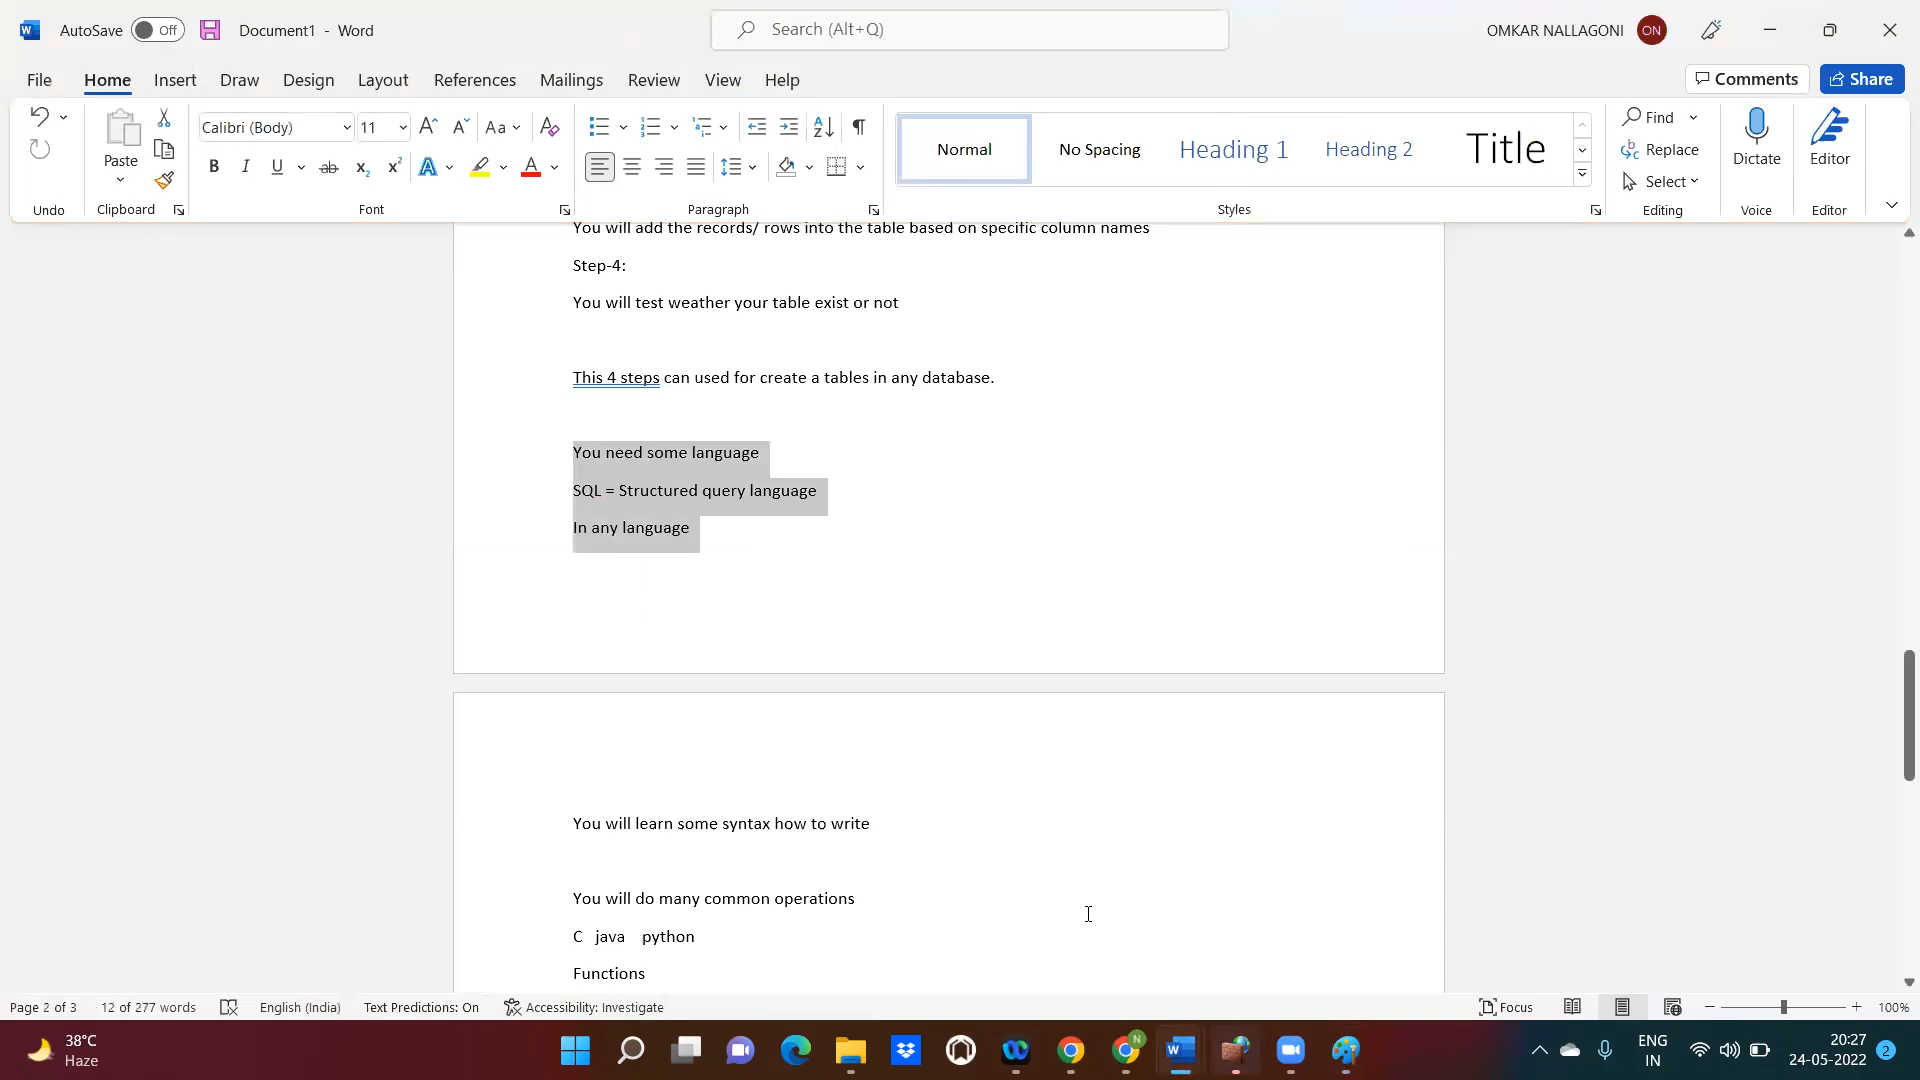 AutoSave Off Document1 - Word Search (Alt+Q) OMKAR NALLAGONI ON
File Home Insert Draw Design Layout References Mailings Review View Help Comments Share
Paste Calibri (Body) 11 Aa Normal No Spacing Heading 1 Heading 2 Title Find Replace Select Dictate Editor
Undo Clipboard Font Paragraph Styles Editing Voice Editor
You will add the records/ rows into the table based on specific column names
Step-4:
You will test weather your table exist or not
This 4 steps can used for create a tables in any database.
You need some language
SQL = Structured query language
In any language
You will learn some syntax how to write
You will do many common operations
C java python
Functions
Page 2 of 3 12 of 277 words English (India) Text Predictions: On Accessibility: Investigate Focus 100%
38°C
Haze
ENG
IN
20:27
24-05-2022 2